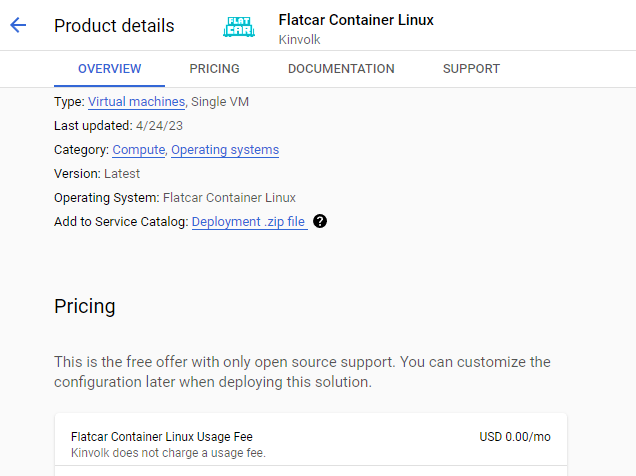 Product details
FLAT
CAR
Flatcar Container Linux
Kinvolk
OVERVIEW
PRICING
DOCUMENTATION
SUPPORT
Type: Virtual machines, Single VM
Last updated: 4/24/23
Category: Compute, Operating systems
Version: Latest
Operating System: Flatcar Container Linux
Add to Service Catalog: Deployment .zip file ?
Pricing
This is the free offer with only open source support. You can customize the
configuration later when deploying this solution.
Flatcar Container Linux Usage Fee
USD 0.00/mo
Kinvolk does not charge a usage fee.